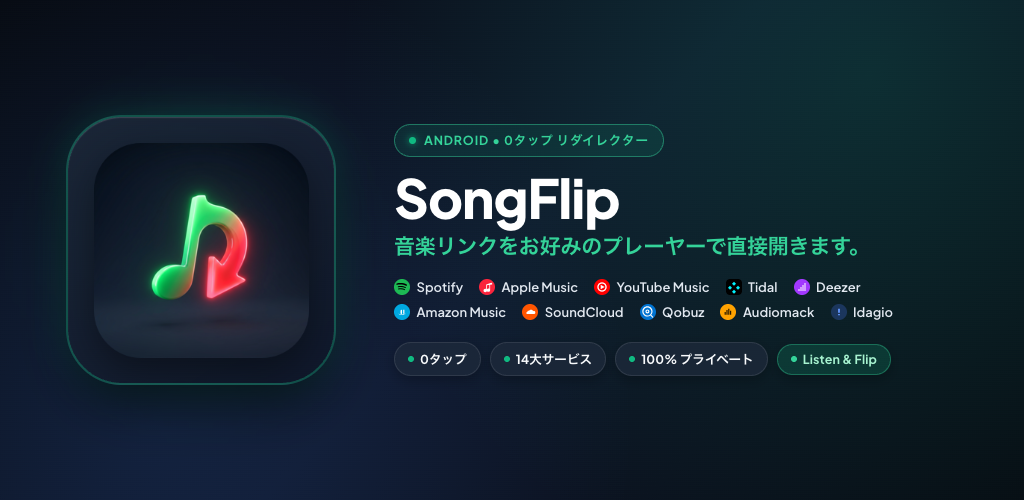 ANDROID • 0タップ リダイレクター
SongFlip
音楽リンクをお好みのプレーヤーで直接開きます。
Spotify Apple Music YouTube Music Tidal Deezer
Amazon Music SoundCloud Qobuz Audiomack Idagio
0タップ 14大サービス 100% プライベート Listen & Flip